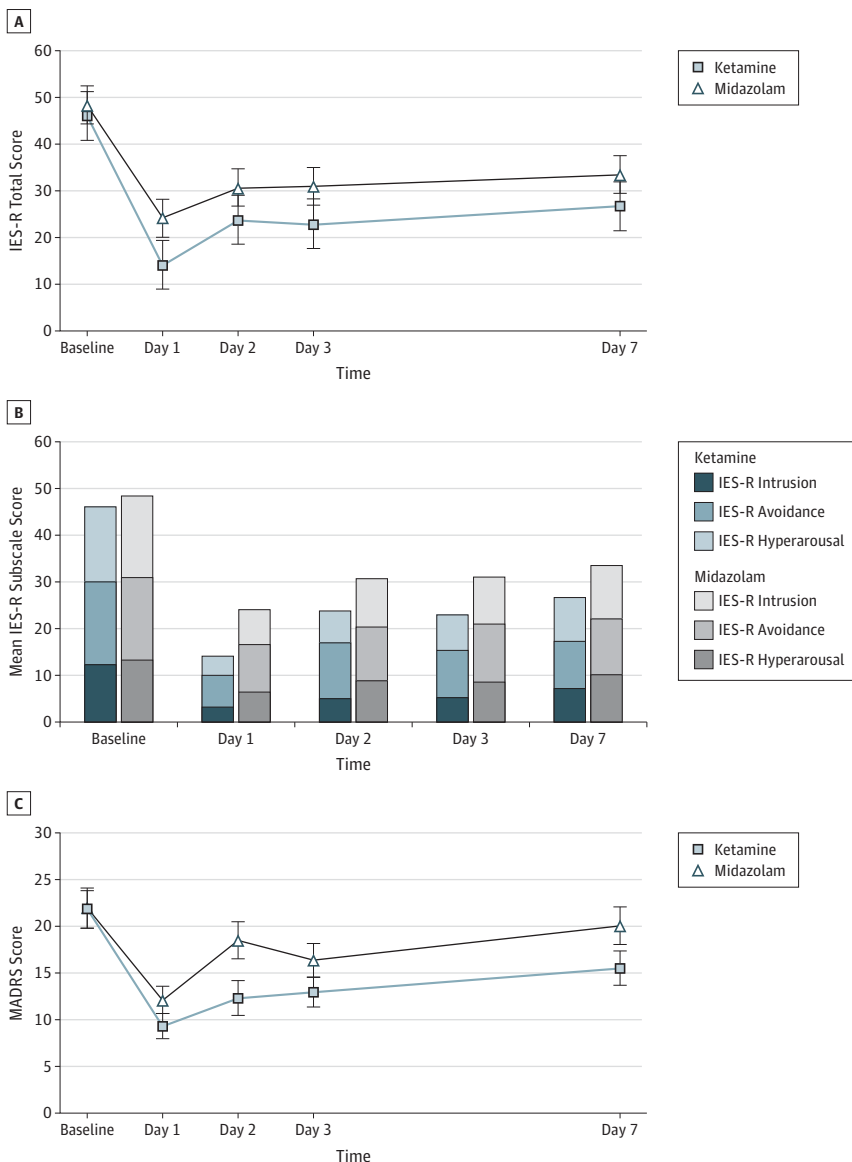 A
60
50
40
30
20
10
0
IES-R Total Score
Baseline
Day 1
Day 2
Day 3
Day 7
Time
Ketamine
Midazolam
B
60
50
40
30
20
10
0
Mean IES-R Subscale Score
Baseline
Day 1
Day 2
Day 3
Day 7
Time
Ketamine
IES-R Intrusion
IES-R Avoidance
IES-R Hyperarousal
Midazolam
IES-R Intrusion
IES-R Avoidance
IES-R Hyperarousal
C
30
25
20
15
10
5
0
MADRS Score
Baseline
Day 1
Day 2
Day 3
Day 7
Time
Ketamine
Midazolam